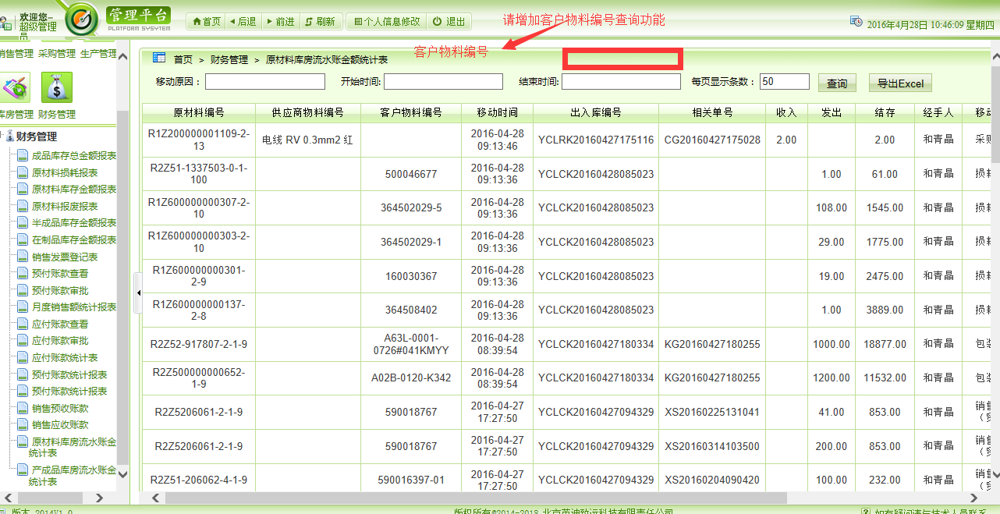 欢迎您–
超级管理
员
管理平台
PLATFORM SYSYSTEM
首页 后退 前进 刷新 个人信息修改 退出
请增加客户物料编号查询功能
2016年4月28日 10:46:09 星期四
销售管理 采购管理 生产管理
库房管理 财务管理
财务管理
成品库存总金额报表
原材料损耗报表
原材料库存金额报表
原材料报废报表
半成品库存金额报表
在制品库存金额报表
销售发票登记表
预付账款查看
预付账款审批
月度销售额统计报表
应付账款查看
应付账款审批
应付账款统计表
预付账款统计报表
预付账款统计报表
销售预收账款
销售应收账款
原材料库房流水账金
统计表
产成品库房流水账金
统计表
首页 > 财务管理 > 原材料库房流水账金额统计表
客户物料编号
移动原因： 开始时间: 结束时间: 每页显示条数： 50 查询 导出Excel
原材料编号 供应商物料编号 客户物料编号 移动时间 出入库编号 相关单号 收入 发出 结存 经手人 移动
R1Z200000001109-2-13 电线 RV 0.3mm2 红 2016-04-28 09:13:46 YCLRK20160427175116 CG20160427175028 2.00 2.00 和青晶 采购
R2Z51-1337503-0-1-100 500046677 2016-04-28 09:13:36 YCLCK20160428085023 1.00 61.00 和青晶 损耗
R1Z600000000307-2-10 364502029-5 2016-04-28 09:13:36 YCLCK20160428085023 108.00 1545.00 和青晶 损耗
R1Z600000000303-2-10 364502029-1 2016-04-28 09:13:36 YCLCK20160428085023 29.00 1775.00 和青晶 损耗
R1Z600000000301-2-9 160030367 2016-04-28 09:13:36 YCLCK20160428085023 19.00 2475.00 和青晶 损耗
R1Z600000000137-2-8 364508402 2016-04-28 09:13:36 YCLCK20160428085023 1.00 3889.00 和青晶 损耗
R2Z52-917807-2-1-9 A63L-0001-0726#041KMYY 2016-04-28 08:39:54 YCLCK20160427180334 KG20160427180255 1000.00 18877.00 和青晶 包装
R2Z500000000652-1-9 A02B-0120-K342 2016-04-28 08:39:54 YCLCK20160427180334 KG20160427180255 1200.00 11532.00 和青晶 包装
R2Z5206061-2-1-9 590018767 2016-04-27 17:27:50 YCLCK20160427094329 XS20160225131041 41.00 853.00 和青晶 销售
R2Z5206061-2-1-9 590018767 2016-04-27 17:27:50 YCLCK20160427094329 XS20160314103500 200.00 853.00 和青晶 销售
R2Z51-206062-4-1-9 590016397-01 2016-04-27 17:27:50 YCLCK20160427094329 XS20160204090420 100.00 232.00 和青晶 销售
版本 2014V1.0 版权所有©2014-2018 北京英迪致远科技有限责任公司 如有疑问请与技术人员联系